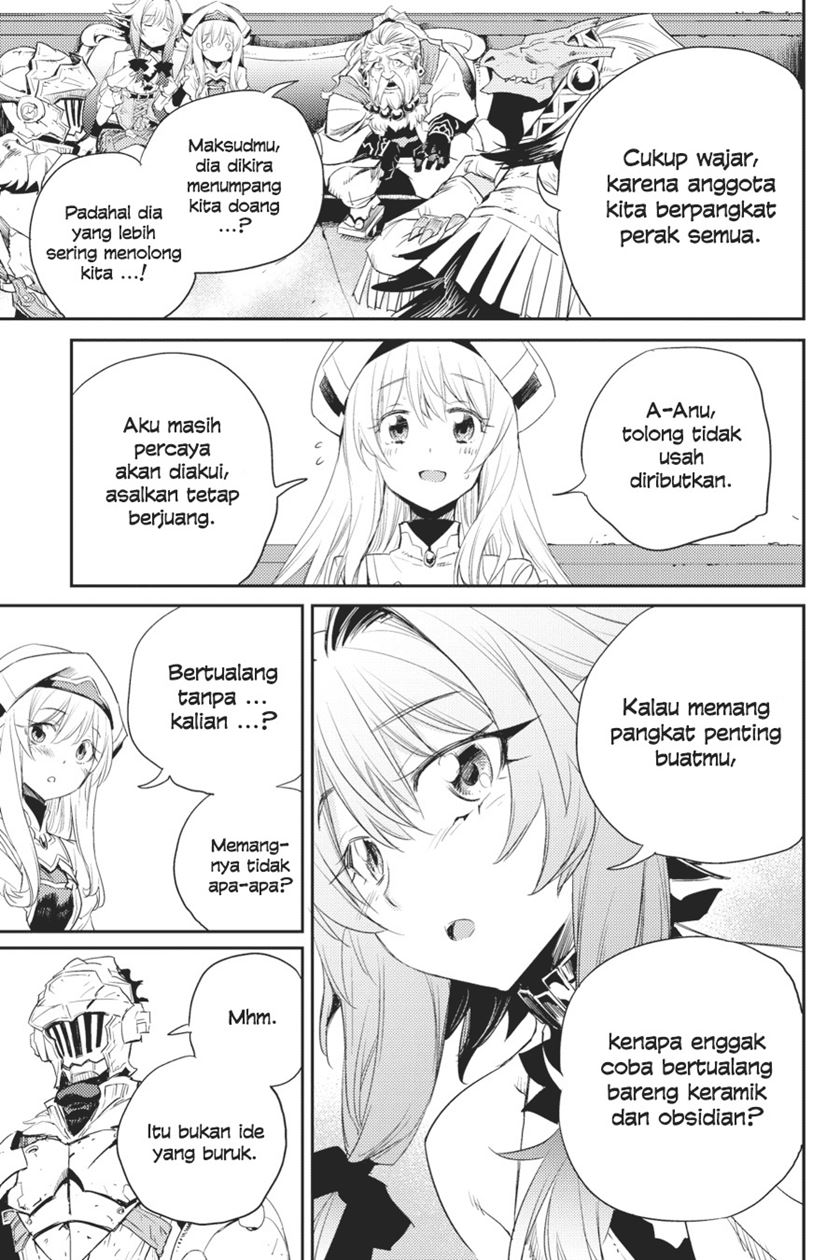 Cukup wajar,
karena anggota
kita berpangkat
perak semua.
Maksudmu,
dia dikira
menumpang
kita doang
...?
Padahal dia
yang lebih
sering menolong
kita ...!
A-Anu,
tolong tidak
usah
diributkan.
Aku masih
percaya
akan diakui,
asalkan tetap
berjuang.
Kalau memang
pangkat penting
buatmu,
kenapa enggak
coba bertualang
bareng keramik
dan obsidian?
Bertualang
tanpa ...
kalian ...?
Memang-
nya tidak
apa-apa?
Mhm.
Itu bukan ide
yang buruk.